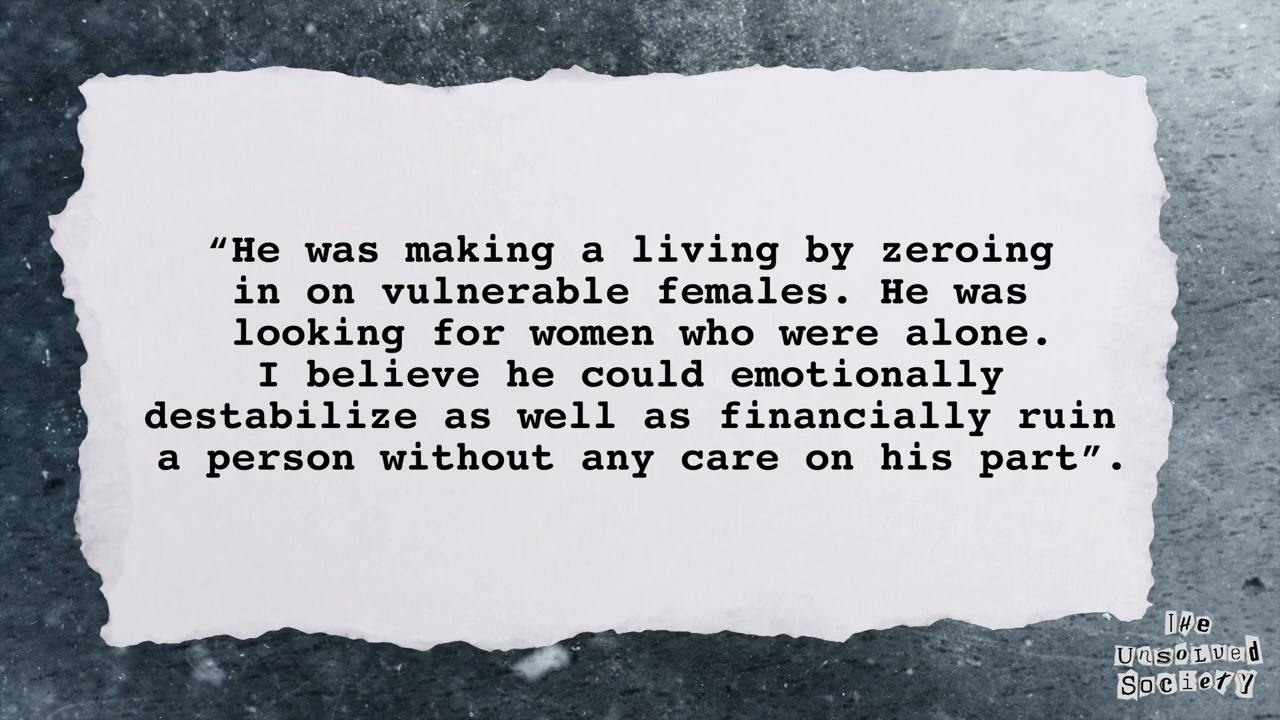 “He was making a living by zeroing
in on vulnerable females. He was
looking for women who were alone.
I believe he could emotionally
destabilize as well as financially ruin
a person without any care on his part”.
THe
UnSoLved
SocieTY